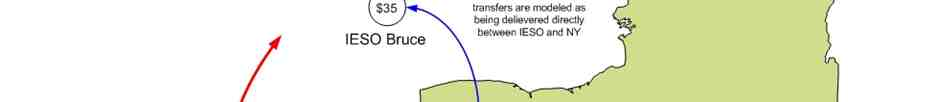 $35
IESO Bruce
transfers are modeled as
being delievered directly
between IESO and NY